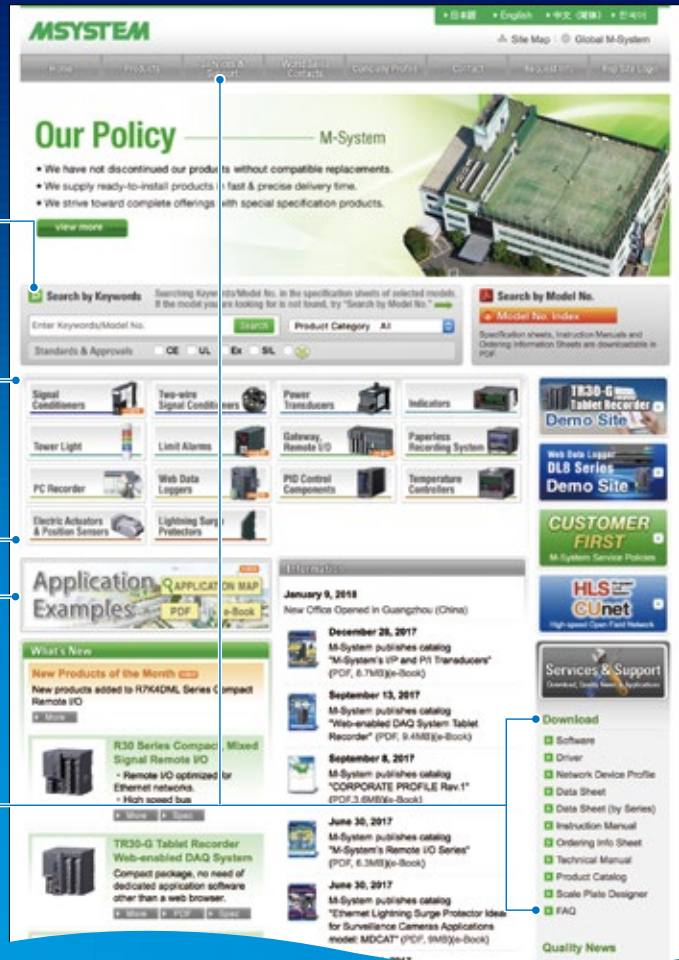 MSYSTEM
日本語 English 中文 (簡体) 한국어
Site Map Global M-System
Home Products Services & Support World Sales Contacts Company Profile Contact Request Info Rep Site Login
Our Policy M-System
• We have not discontinued our products without compatible replacements.
• We supply ready-to-install products in fast & precise delivery time.
• We strive toward complete offerings with special specification products.
view more
Search by Keywords
Searching Keywords/Model No. in the specification sheets of selected models.
If the model you are looking for is not found, try "Search by Model No."
Enter Keywords/Model No. Search Product Category All
Standards & Approvals CE UL Ex SIL
Search by Model No.
Model No. Index
Specification sheets, Instruction Manuals and
Ordering Information Sheets are downloadable in
PDF.
Signal
Conditioners
Two-wire
Signal Conditioners
Power
Transducers
Indicators
Tower Light
Limit Alarms
Gateway,
Remote I/O
Paperless
Recording System
PC Recorder
Web Data
Loggers
PID Control
Components
Temperature
Controllers
Electric Actuators
& Position Sensors
Lightning Surge
Protectors
TR30-G
Tablet Recorder
Demo Site
Web Data Logger
DL8 Series
Demo Site
CUSTOMER
FIRST
M-System Service Policies
HLS
CUnet
High-speed Open Field Network
Application
Examples
APPLICATION MAP
PDF e-Book
Information
January 9, 2018
New Office Opened in Guangzhou (China)
December 28, 2017
M-System publishes catalog
"M-System's I/P and P/I Transducers"
(PDF, 8.7MB)(e-Book)
September 13, 2017
M-System publishes catalog
"Web-enabled DAQ System Tablet
Recorder" (PDF, 9.4MB)(e-Book)
September 8, 2017
M-System publishes catalog
"CORPORATE PROFILE Rev.1"
(PDF,3.6MB)(e-Book)
June 30, 2017
M-System publishes catalog
"M-System's Remote I/O Series"
(PDF, 6.3MB)(e-Book)
June 30, 2017
M-System publishes catalog
"Ethernet Lightning Surge Protector Ideal
for Surveillance Cameras Applications
model: MDCAT" (PDF, 9MB)(e-Book)
2017
What's New
New Products of the Month
New products added to R7K4DML Series Compact
Remote I/O
More
R30 Series Compact, Mixed
Signal Remote I/O
• Remote I/O optimized for
Ethernet networks.
• High speed bus
More Spec
TR30-G Tablet Recorder
Web-enabled DAQ System
Compact package, no need of
dedicated application software
other than a web browser.
More PDF Spec
Services & Support
Download
Software
Driver
Network Device Profile
Data Sheet
Data Sheet (by Series)
Instruction Manual
Ordering Info Sheet
Technical Manual
Product Catalog
Scale Plate Designer
FAQ
Quality News